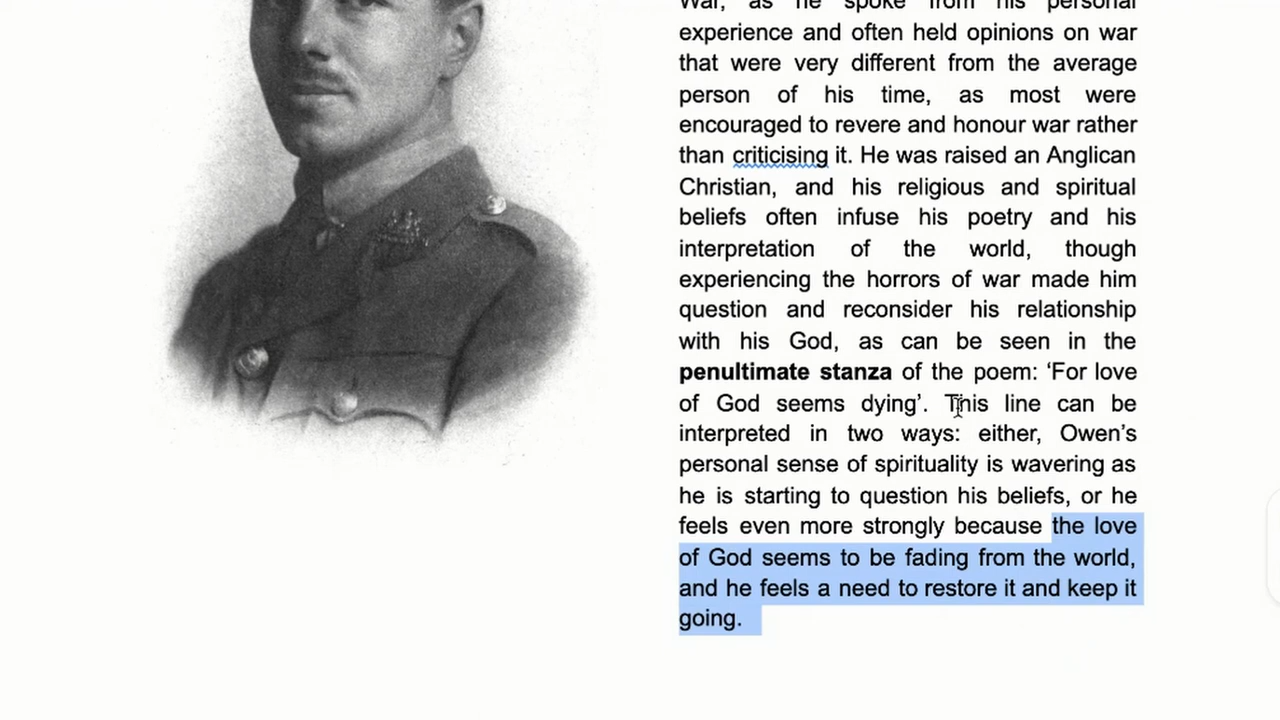 War, as he spoke from his personal
experience and often held opinions on war
that were very different from the average
person of his time, as most were
encouraged to revere and honour war rather
than criticising it. He was raised an Anglican
Christian, and his religious and spiritual
beliefs often infuse his poetry and his
interpretation of the world, though
experiencing the horrors of war made him
question and reconsider his relationship
with his God, as can be seen in the
penultimate stanza of the poem: ‘For love
of God seems dying’. This line can be
interpreted in two ways: either, Owen’s
personal sense of spirituality is wavering as
he is starting to question his beliefs, or he
feels even more strongly because the love
of God seems to be fading from the world,
and he feels a need to restore it and keep it
going.